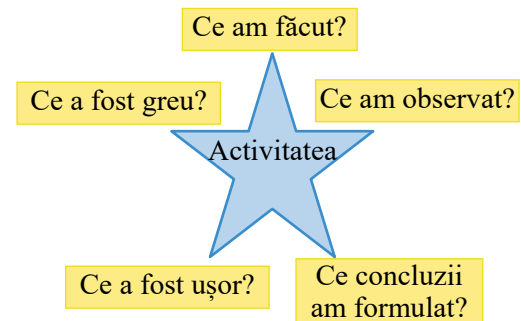 Ce am făcut?
Ce a fost greu?
Ce am observat?
Activitatea
Ce a fost ușor?
Ce concluzii
am formulat?